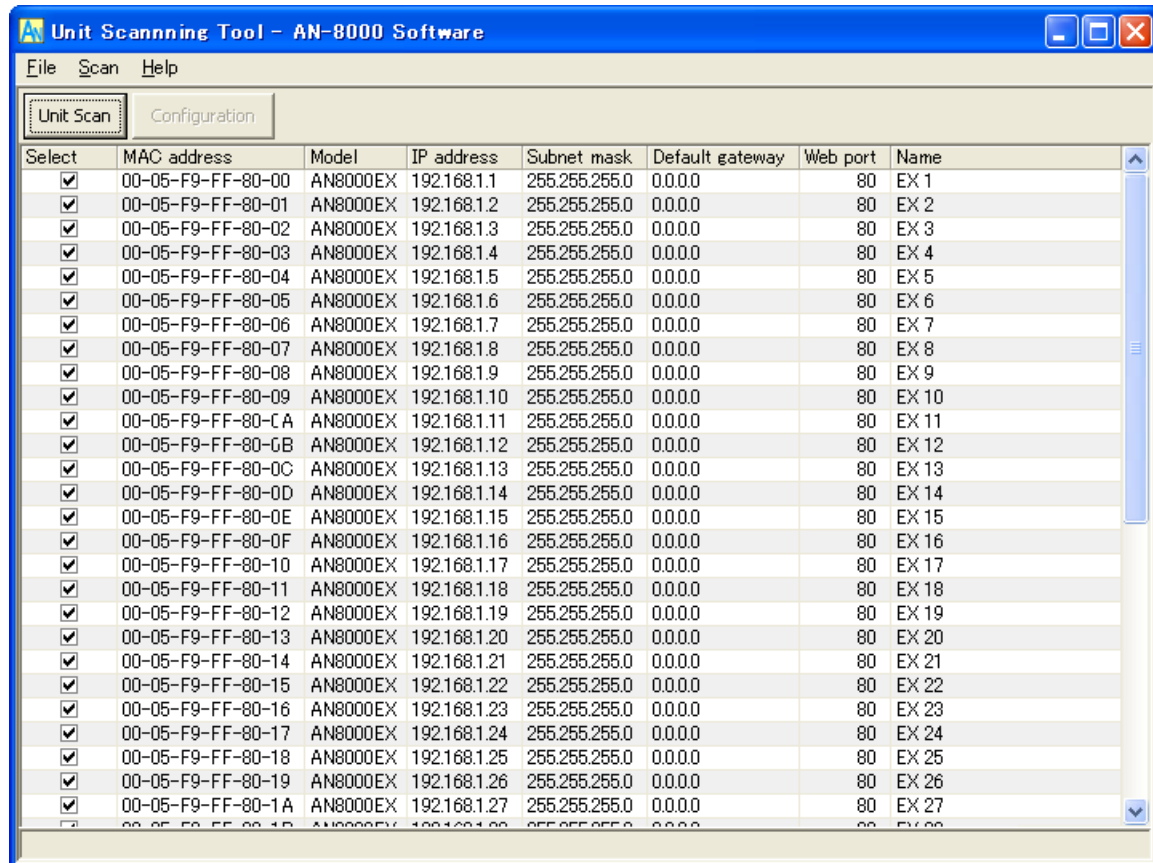 Unit Scannning Tool - AN-8000 Software
File Scan Help
Unit Scan Configuration
Select MAC address Model IP address Subnet mask Default gateway Web port Name
00-05-F9-FF-80-00 AN8000EX 192.168.1.1 255.255.255.0 0.0.0.0 80 EX 1
00-05-F9-FF-80-01 AN8000EX 192.168.1.2 255.255.255.0 0.0.0.0 80 EX 2
00-05-F9-FF-80-02 AN8000EX 192.168.1.3 255.255.255.0 0.0.0.0 80 EX 3
00-05-F9-FF-80-03 AN8000EX 192.168.1.4 255.255.255.0 0.0.0.0 80 EX 4
00-05-F9-FF-80-04 AN8000EX 192.168.1.5 255.255.255.0 0.0.0.0 80 EX 5
00-05-F9-FF-80-05 AN8000EX 192.168.1.6 255.255.255.0 0.0.0.0 80 EX 6
00-05-F9-FF-80-06 AN8000EX 192.168.1.7 255.255.255.0 0.0.0.0 80 EX 7
00-05-F9-FF-80-07 AN8000EX 192.168.1.8 255.255.255.0 0.0.0.0 80 EX 8
00-05-F9-FF-80-08 AN8000EX 192.168.1.9 255.255.255.0 0.0.0.0 80 EX 9
00-05-F9-FF-80-09 AN8000EX 192.168.1.10 255.255.255.0 0.0.0.0 80 EX 10
00-05-F9-FF-80-0A AN8000EX 192.168.1.11 255.255.255.0 0.0.0.0 80 EX 11
00-05-F9-FF-80-0B AN8000EX 192.168.1.12 255.255.255.0 0.0.0.0 80 EX 12
00-05-F9-FF-80-0C AN8000EX 192.168.1.13 255.255.255.0 0.0.0.0 80 EX 13
00-05-F9-FF-80-0D AN8000EX 192.168.1.14 255.255.255.0 0.0.0.0 80 EX 14
00-05-F9-FF-80-0E AN8000EX 192.168.1.15 255.255.255.0 0.0.0.0 80 EX 15
00-05-F9-FF-80-0F AN8000EX 192.168.1.16 255.255.255.0 0.0.0.0 80 EX 16
00-05-F9-FF-80-10 AN8000EX 192.168.1.17 255.255.255.0 0.0.0.0 80 EX 17
00-05-F9-FF-80-11 AN8000EX 192.168.1.18 255.255.255.0 0.0.0.0 80 EX 18
00-05-F9-FF-80-12 AN8000EX 192.168.1.19 255.255.255.0 0.0.0.0 80 EX 19
00-05-F9-FF-80-13 AN8000EX 192.168.1.20 255.255.255.0 0.0.0.0 80 EX 20
00-05-F9-FF-80-14 AN8000EX 192.168.1.21 255.255.255.0 0.0.0.0 80 EX 21
00-05-F9-FF-80-15 AN8000EX 192.168.1.22 255.255.255.0 0.0.0.0 80 EX 22
00-05-F9-FF-80-16 AN8000EX 192.168.1.23 255.255.255.0 0.0.0.0 80 EX 23
00-05-F9-FF-80-17 AN8000EX 192.168.1.24 255.255.255.0 0.0.0.0 80 EX 24
00-05-F9-FF-80-18 AN8000EX 192.168.1.25 255.255.255.0 0.0.0.0 80 EX 25
00-05-F9-FF-80-19 AN8000EX 192.168.1.26 255.255.255.0 0.0.0.0 80 EX 26
00-05-F9-FF-80-1A AN8000EX 192.168.1.27 255.255.255.0 0.0.0.0 80 EX 27